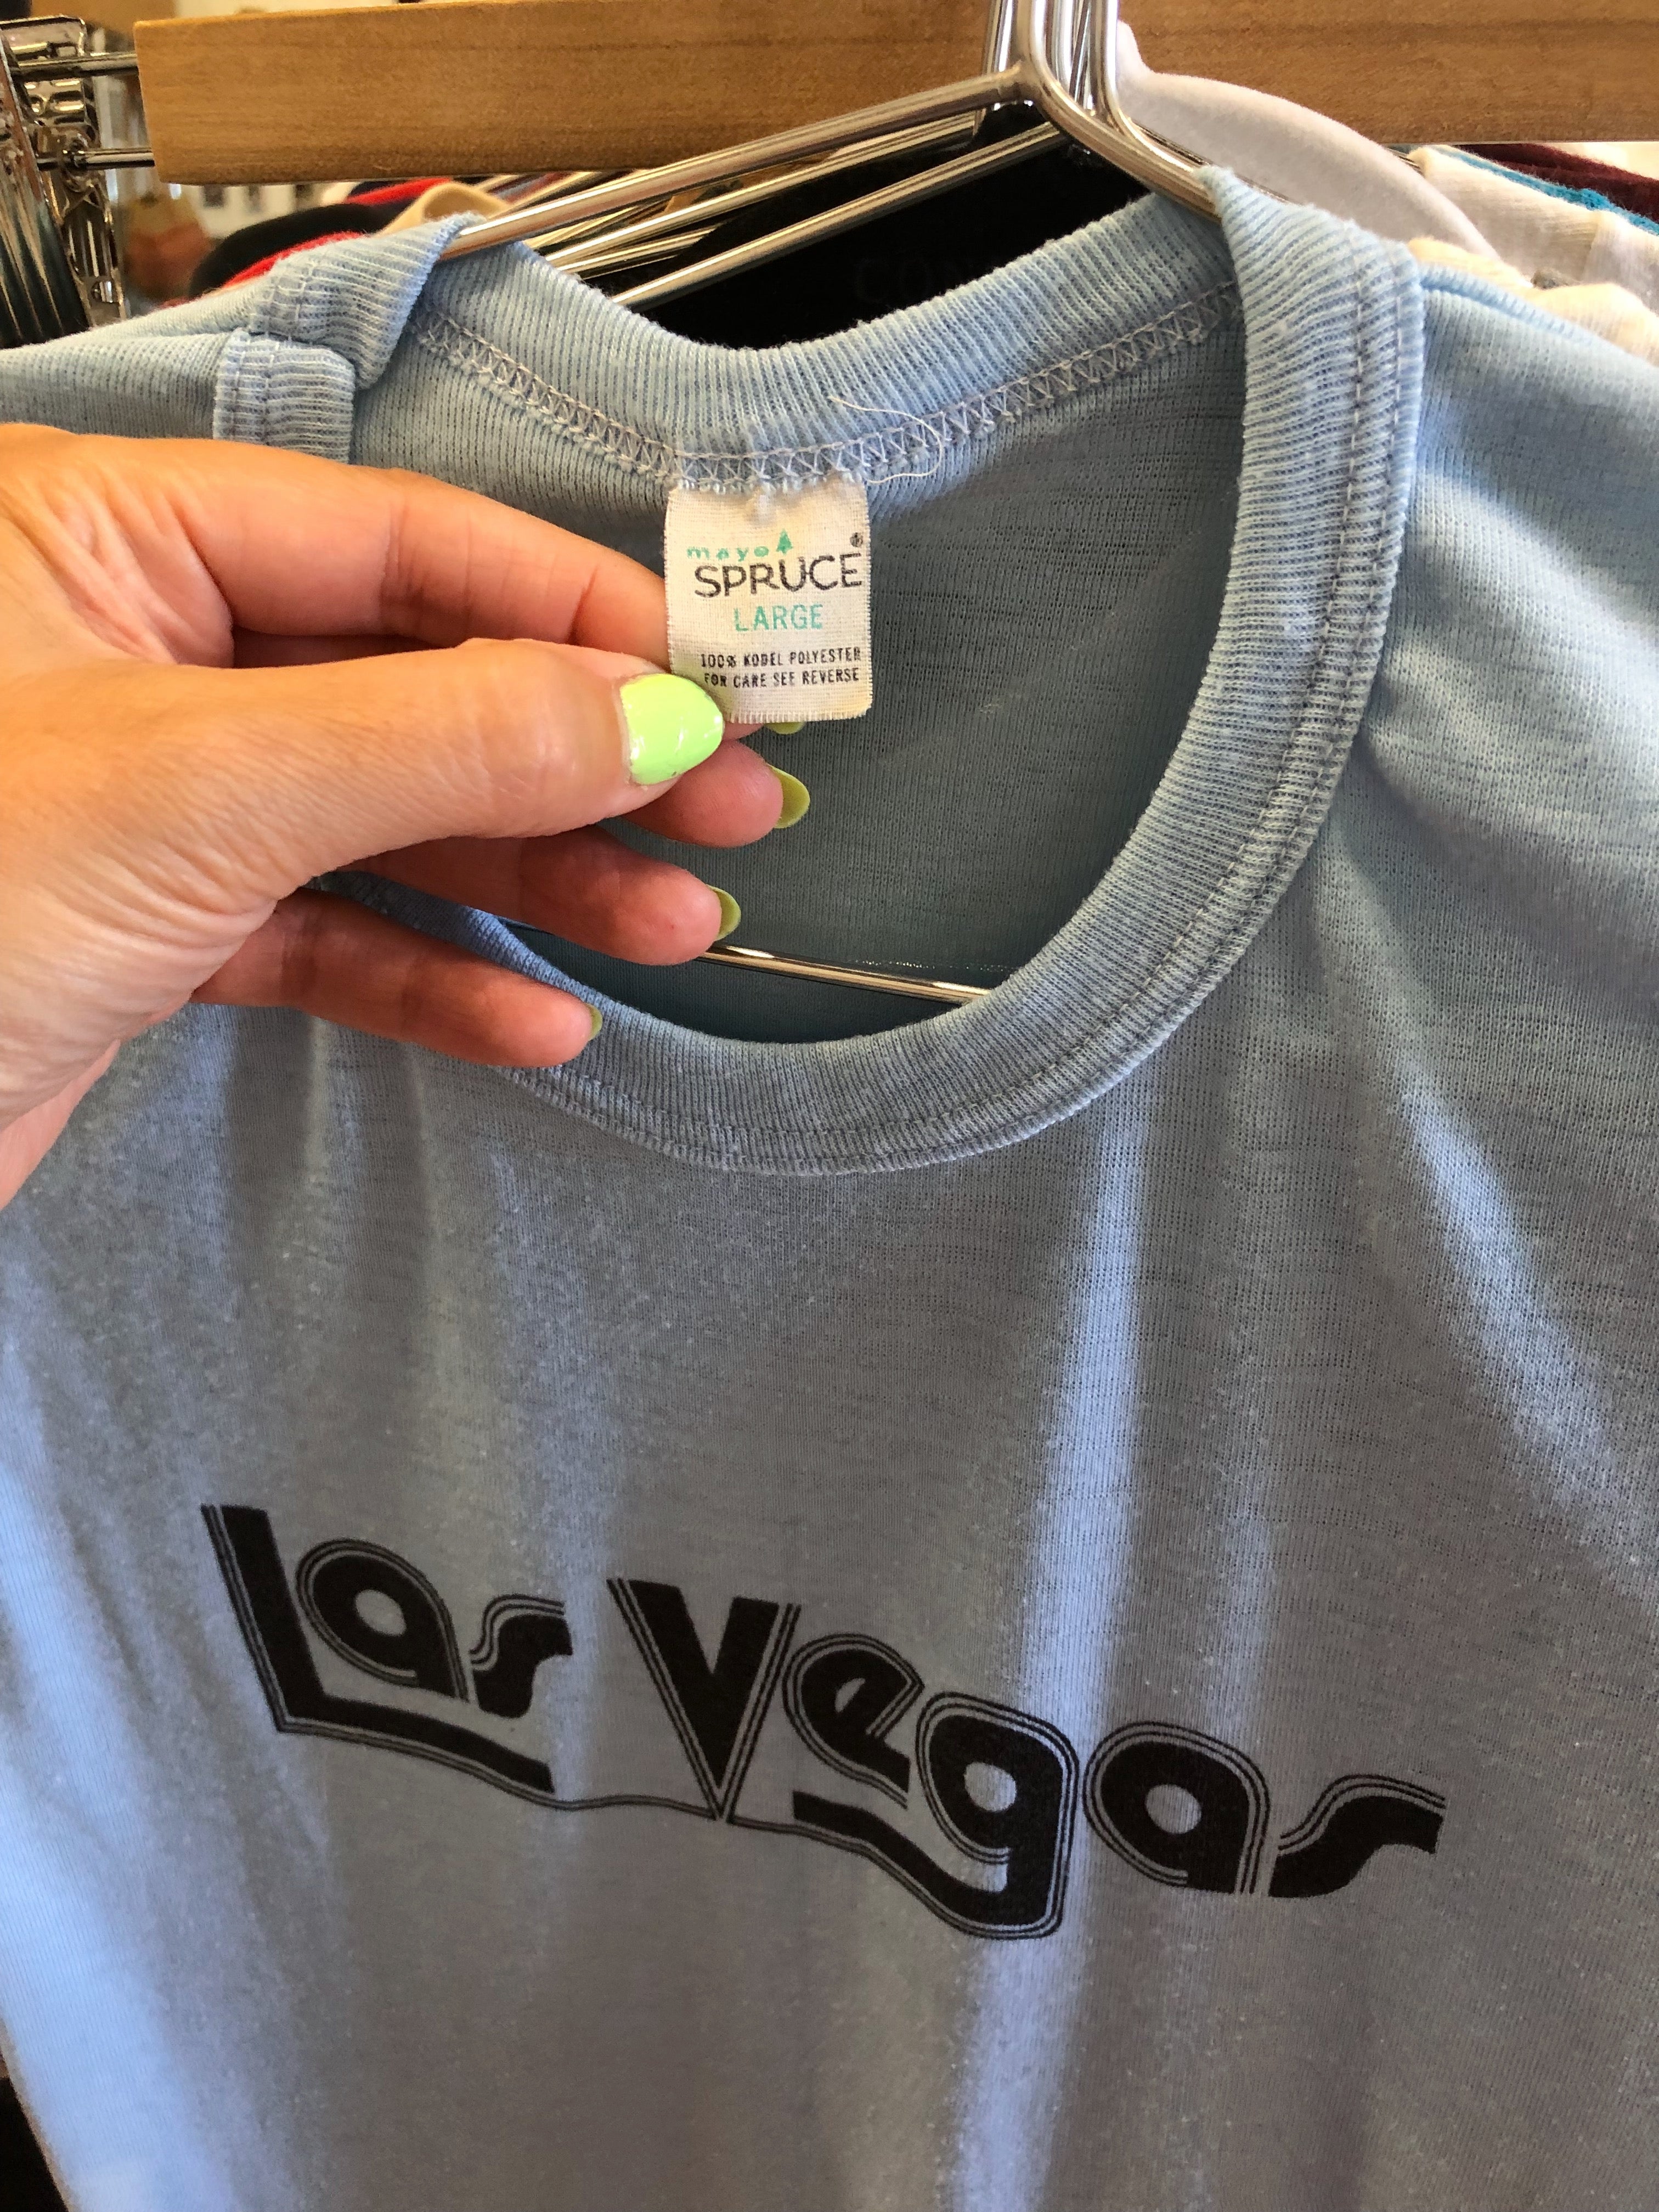 mayo
SPRUCE®
LARGE
100% KODEL POLYESTER
FOR CARE SEE REVERSE
Las Vegas